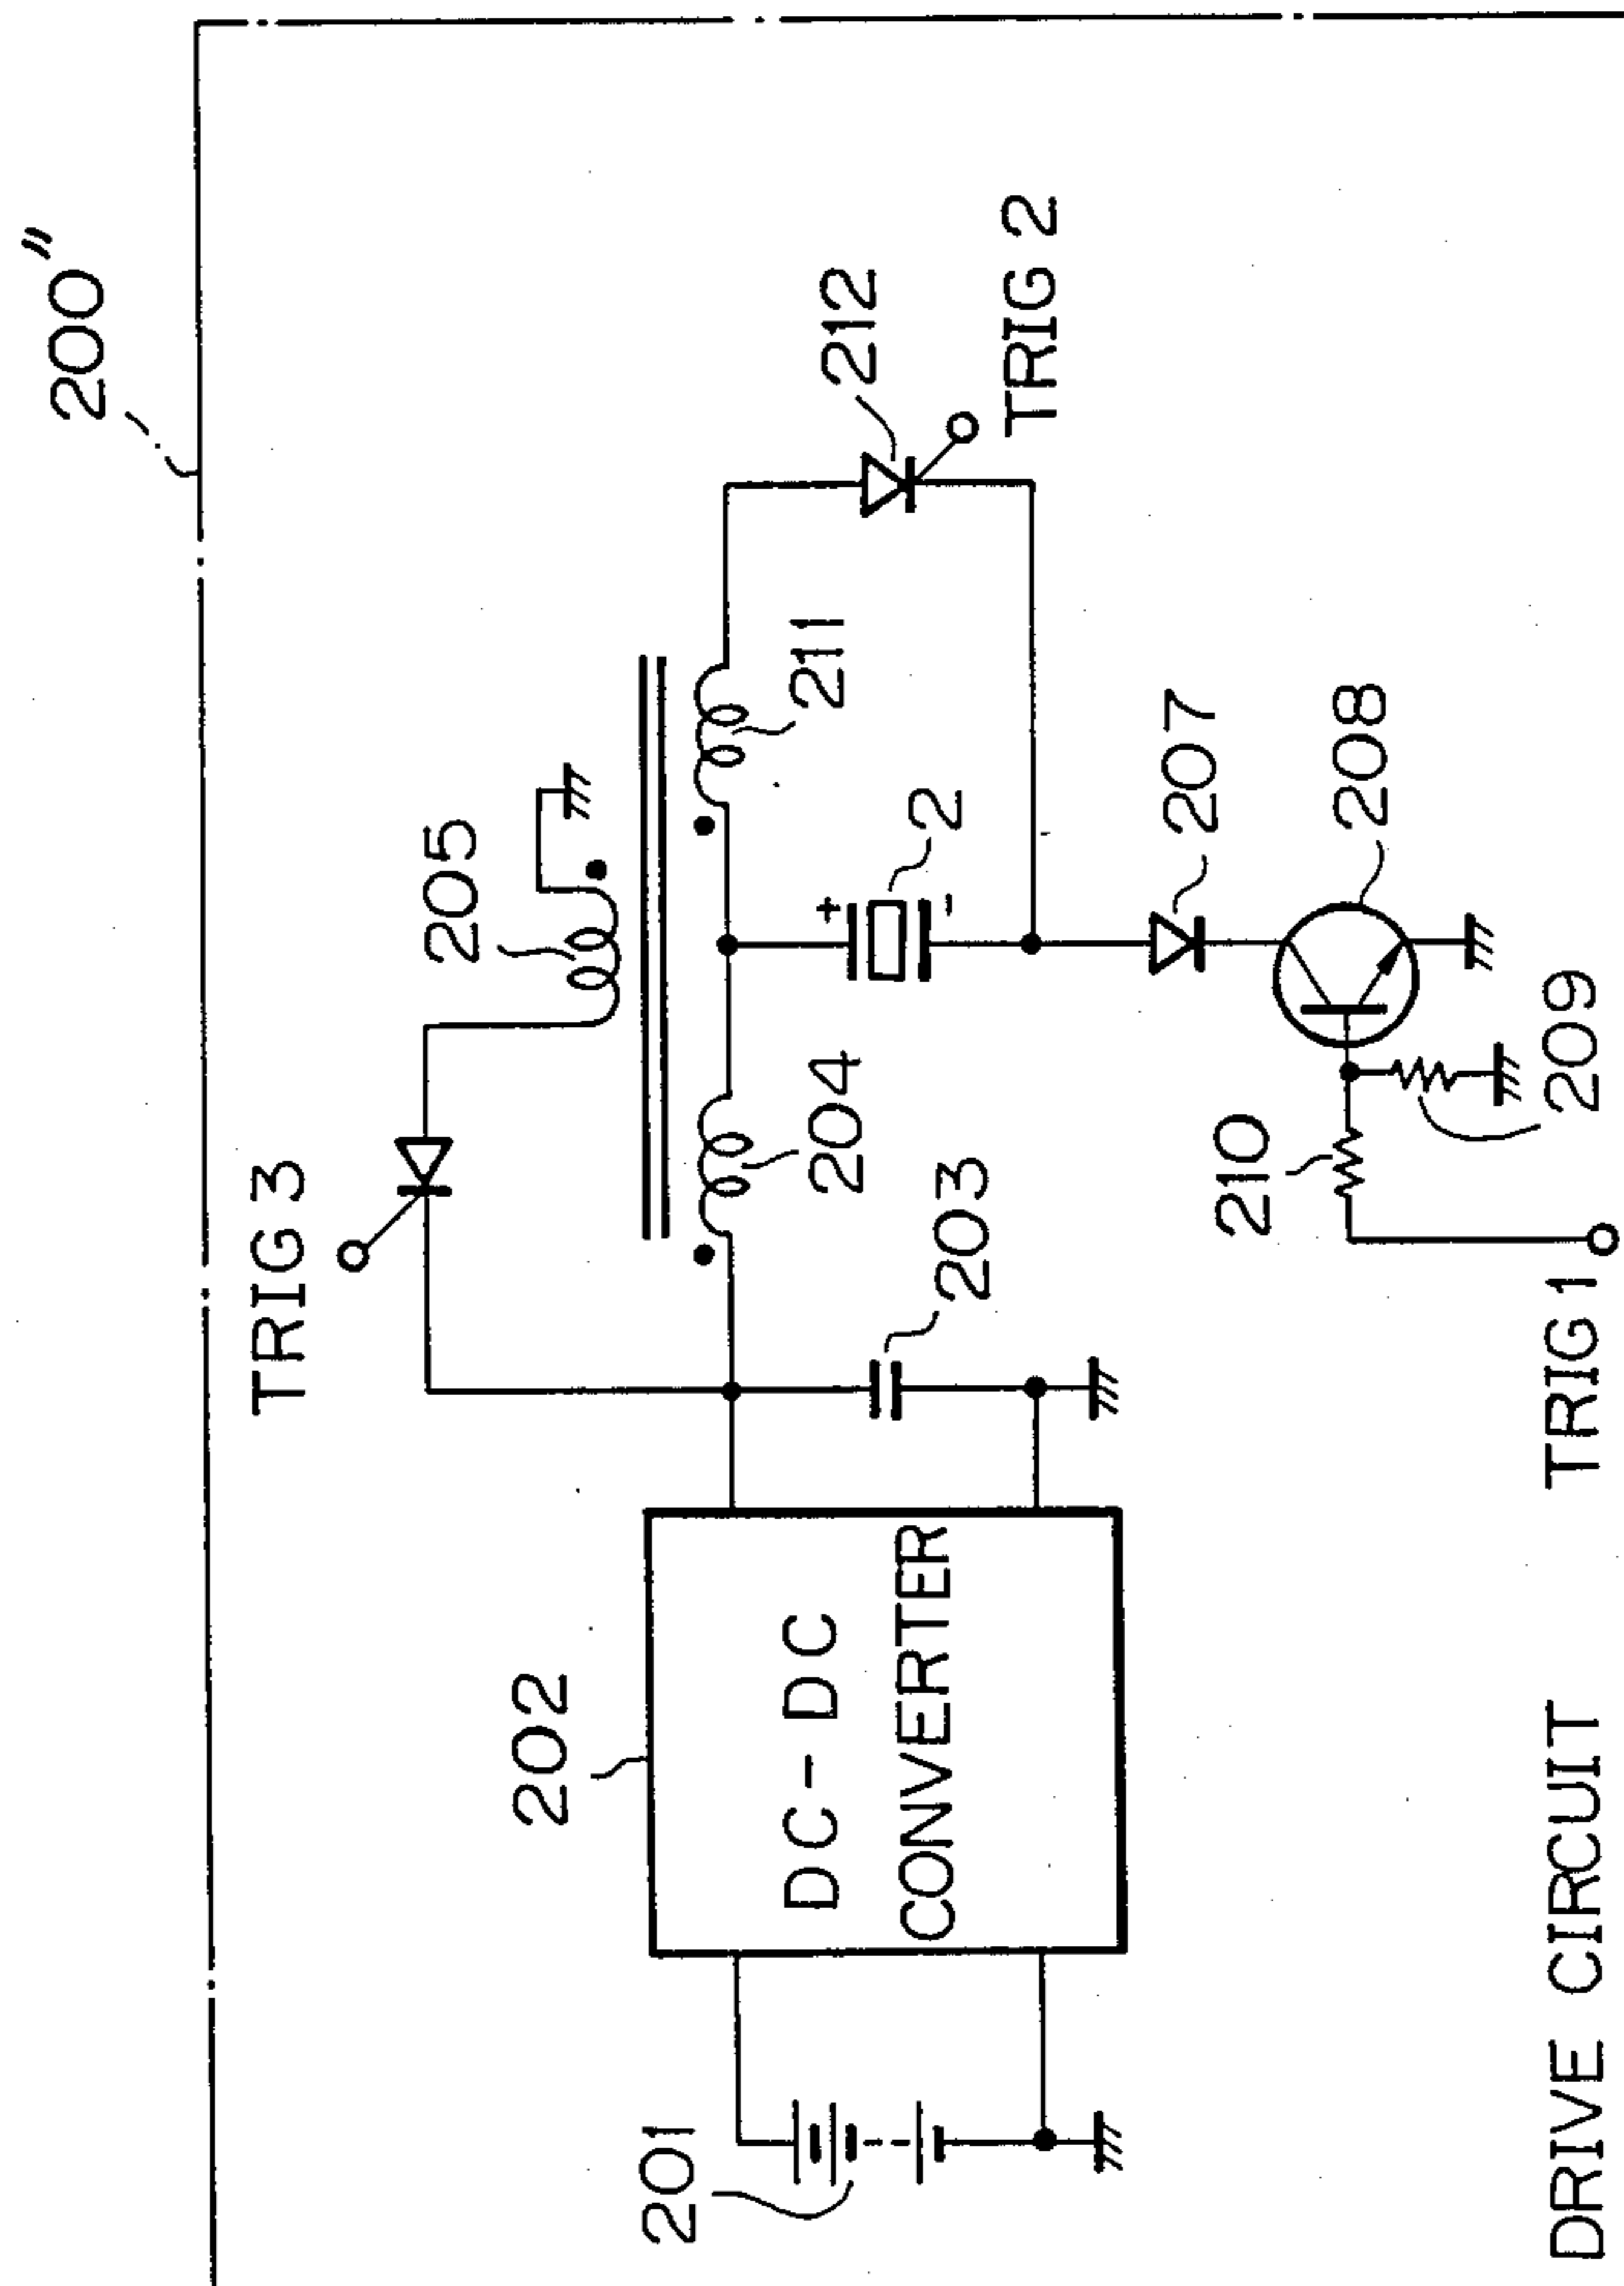 200"
TRIG 3
205
212
TRIG 2
211
204
202
DC-DC
CONVERTER
203
2
+
-
201
207
208
210
209
TRIG 1
DRIVE CIRCUIT